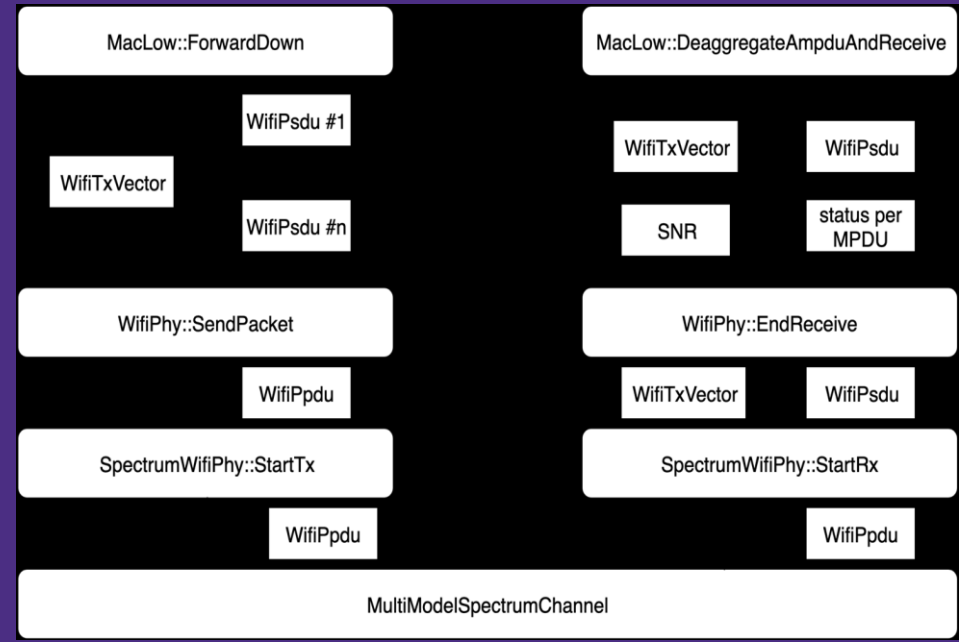 MacLow::ForwardDown
MacLow::DeaggregateAmpduAndReceive
WifiPsdu #1
WifiTxVector
WifiPsdu
WifiTxVector
WifiPsdu #n
SNR
status per
MPDU
WifiPhy::SendPacket
WifiPhy::EndReceive
WifiPpdu
WifiTxVector
WifiPsdu
SpectrumWifiPhy::StartTx
SpectrumWifiPhy::StartRx
WifiPpdu
WifiPpdu
MultiModelSpectrumChannel